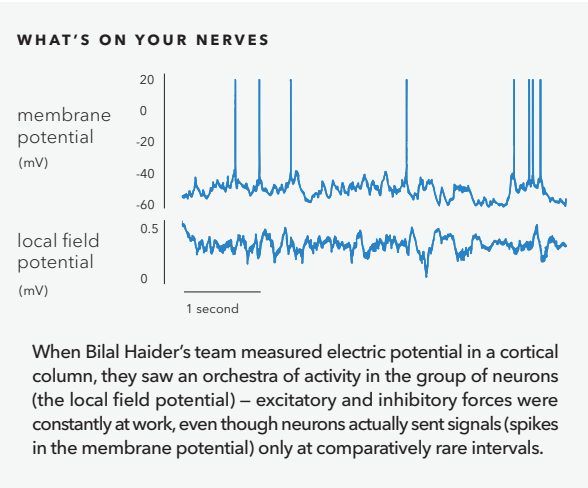 WHAT'S ON YOUR NERVES
membrane
potential
(mV)
20
0
-20
-40
-60
local field
potential
(mV)
0.5
0
1 second
When Bilal Haider's team measured electric potential in a cortical
column, they saw an orchestra of activity in the group of neurons
(the local field potential) — excitatory and inhibitory forces were
constantly at work, even though neurons actually sent signals (spikes
in the membrane potential) only at comparatively rare intervals.